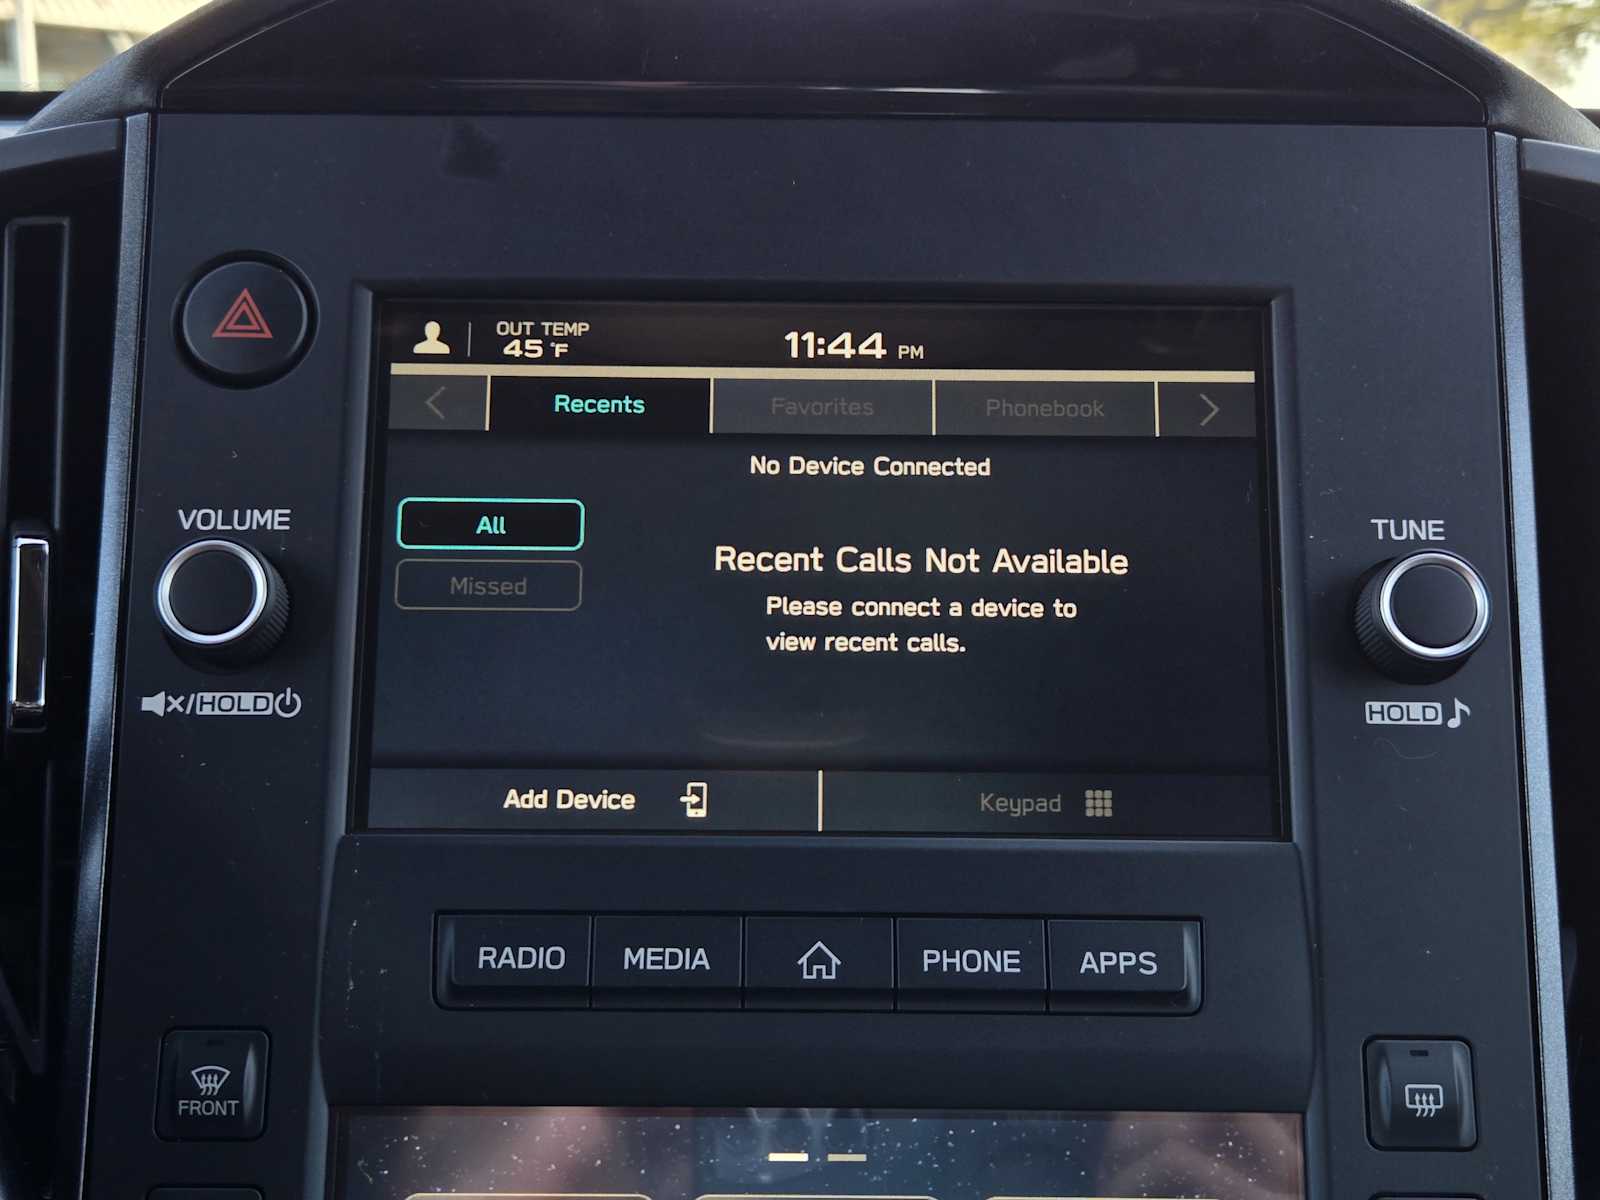 OUT TEMP
45 °F
11:44 PM
Recents
Favorites
Phonebook
No Device Connected
All
Missed
Recent Calls Not Available
Please connect a device to
view recent calls.
Add Device
Keypad
VOLUME
HOLD
TUNE
HOLD
RADIO
MEDIA
PHONE
APPS
FRONT